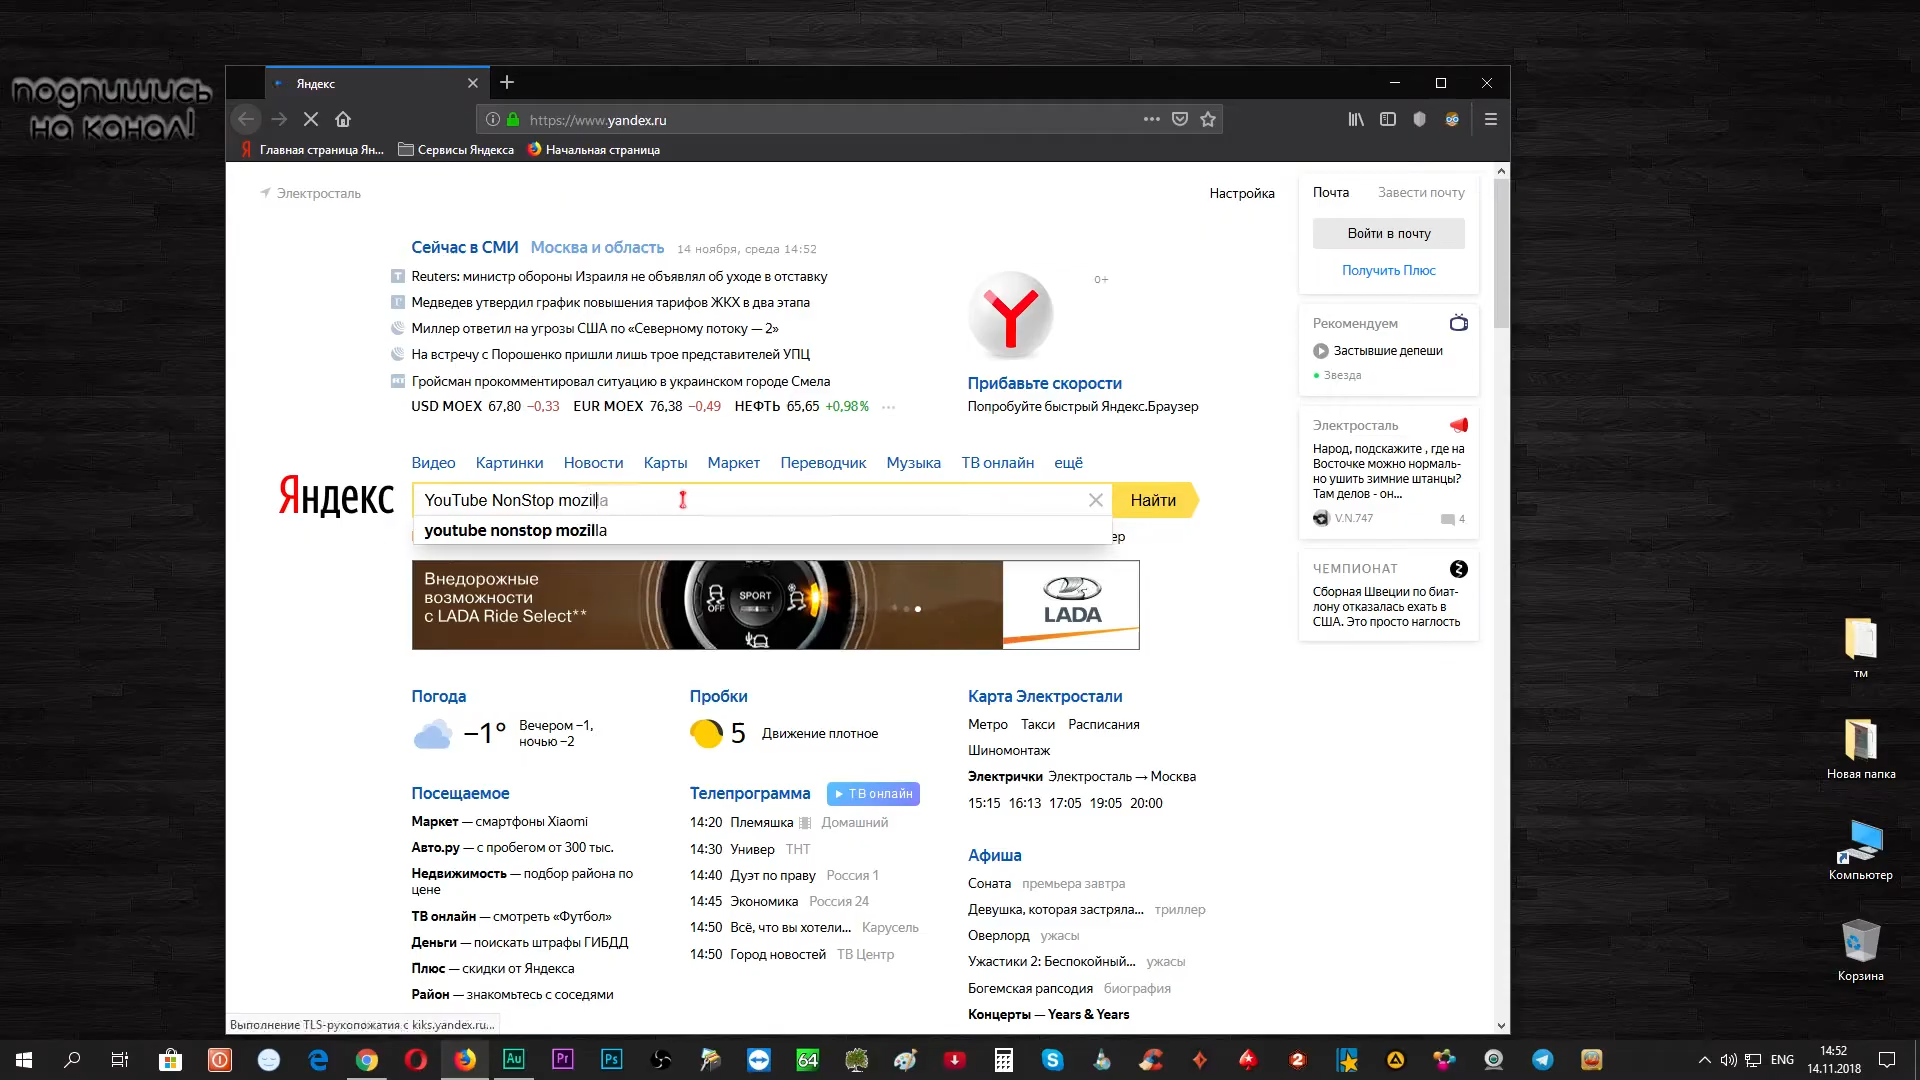 подпишись
на канал!
Яндекс
https://www.yandex.ru
Главная страница Ян...
Сервисы Яндекса
Начальная страница
Электросталь
Настройка
Сейчас в СМИ Москва и область 14 ноября, среда 14:52
Reuters: министр обороны Израиля не объявлял об уходе в отставку
Медведев утвердил график повышения тарифов ЖКХ в два этапа
Миллер ответил на угрозы США по «Северному потоку — 2»
На встречу с Порошенко пришли лишь трое представителей УПЦ
Гройсман прокомментировал ситуацию в украинском городе Смела
USD MOEX 67,80 −0,33 EUR MOEX 76,38 −0,49 НЕФТЬ 65,65 +0,98% ...
0+
Прибавьте скорости
Попробуйте быстрый Яндекс.Браузер
Почта Завести почту
Войти в почту
Получить Плюс
Рекомендуем
Застывшие депеши
Звезда
Электросталь
Народ, подскажите , где на
Восточке можно нормаль-
но ушить зимние штанцы?
Там делов - он...
V.N.747 4
ЧЕМПИОНАТ
Сборная Швеции по биат-
лону отказалась ехать в
США. Это просто наглость
Видео Картинки Новости Карты Маркет Переводчик Музыка ТВ онлайн ещё
Яндекс
YouTube NonStop mozilla
Найти
youtube nonstop mozilla
ер
Внедорожные
возможности
с LADA Ride Select**
OFF
SPORT
LADA
Погода
−1°
Вечером −1,
ночью −2
Пробки
5 Движение плотное
Карта Электростали
Метро Такси Расписания
Шиномонтаж
Электрички Электросталь → Москва
15:15 16:13 17:05 19:05 20:00
Посещаемое
Маркет — смартфоны Xiaomi
Авто.ру — с пробегом от 300 тыс.
Недвижимость — подбор района по
цене
ТВ онлайн — смотреть «Футбол»
Деньги — поискать штрафы ГИБДД
Плюс — скидки от Яндекса
Район — знакомьтесь с соседями
Телепрограмма ТВ онлайн
14:20 Племяшка Домашний
14:30 Универ ТНТ
14:40 Дуэт по праву Россия 1
14:45 Экономика Россия 24
14:50 Всё, что вы хотели... Карусель
14:50 Город новостей ТВ Центр
Афиша
Соната премьера завтра
Девушка, которая застряла... триллер
Оверлорд ужасы
Ужастики 2: Беспокойный... ужасы
Богемская рапсодия биография
Концерты — Years & Years
Выполнение TLS-рукопожатия с kiks.yandex.ru...
тм
Новая папка
Компьютер
Корзина
Au
Pr
Ps
64
2
ENG
14:52
14.11.2018